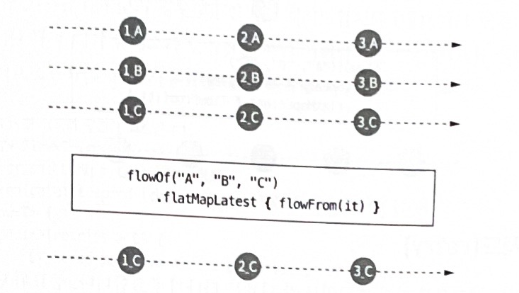 1_A 2_A 3_A
1_B 2_B 3_B
1_C 2_C 3_C
flowOf("A", "B", "C")
.flatMapLatest { flowFrom(it) }
1_C 2_C 3_C